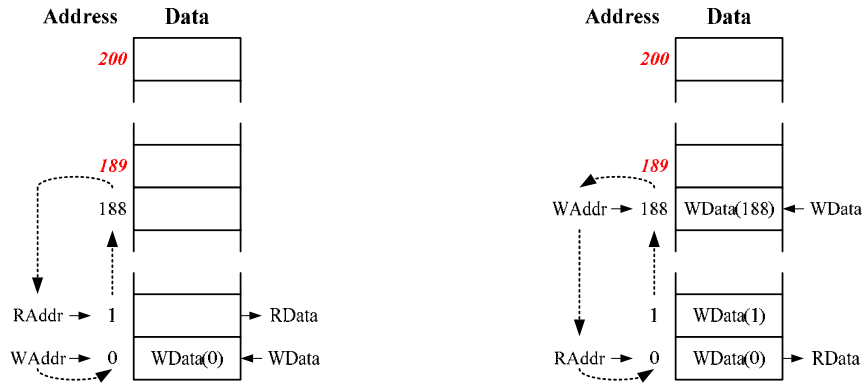 Address Data
200
189
188
RAddr 1 RData
WAddr 0 WData(0) WData
Address Data
200
189
WAddr 188 WData(188) WData
1 WData(1)
RAddr 0 WData(0) RData